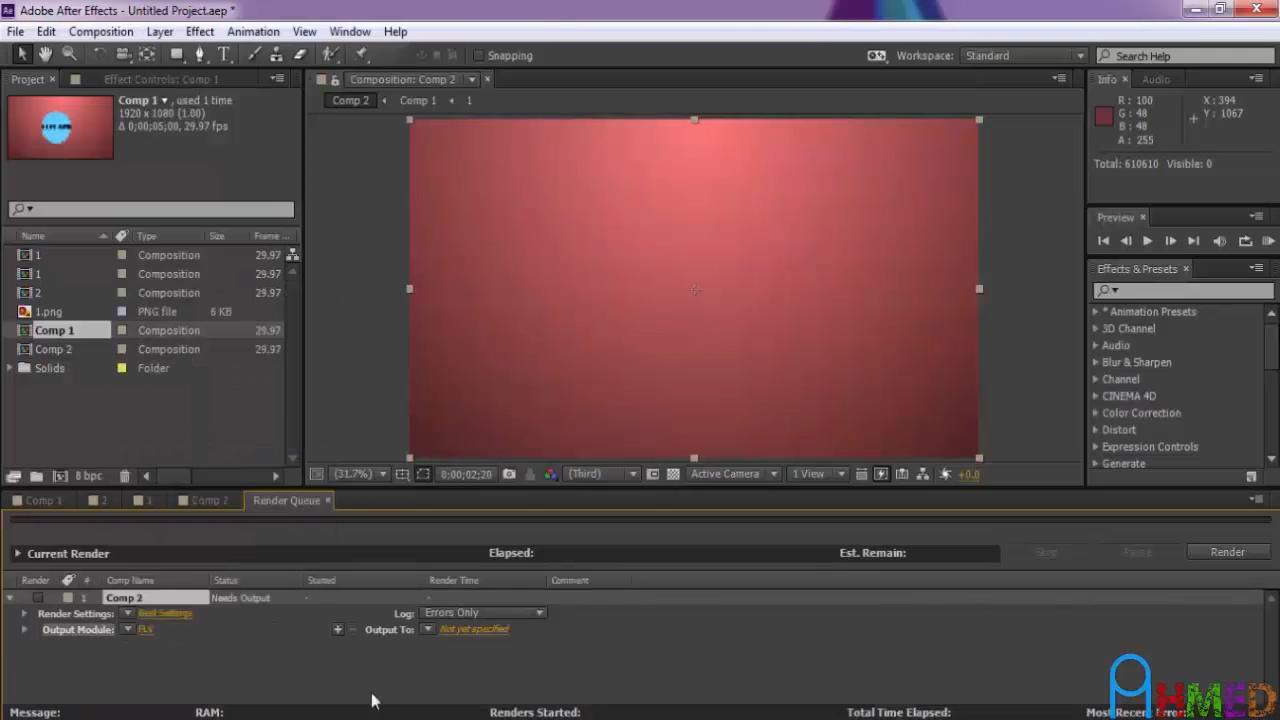 Adobe After Effects - Untitled Project.aep *
File Edit Composition Layer Effect Animation View Window Help
Snapping
Workspace: Standard
Search Help
Project
Effect Controls: Comp 1
Comp 1, used 1 time
1920 x 1080 (1.00)
Δ 0;00;05;00, 29.97 fps
Name Type Size Frame ...
1 Composition 29.97
1 Composition 29.97
2 Composition 29.97
1.png PNG file 6 KB
Comp 1 Composition 29.97
Comp 2 Composition 29.97
Solids Folder
8 bpc
Composition: Comp 2
Comp 2 Comp 1 1
(31.7%) 0;00;02;20 (Third) Active Camera 1 View +0.0
Info Audio
R: 100 X: 394
G: 48 Y: 1067
B: 48
A: 255
Total: 610610 Visible: 0
Preview
Effects & Presets
* Animation Presets
3D Channel
Audio
Blur & Sharpen
Channel
CINEMA 4D
Color Correction
Distort
Expression Controls
Generate
Comp 1 2 1 Comp 2 Render Queue
Current Render Elapsed: Est. Remain: Stop Pause Render
Render # Comp Name Status Started Render Time Comment
1 Comp 2 Needs Output - -
Render Settings: Best Settings Log: Errors Only
Output Module: FLV Output To: Not yet specified
Message: RAM: Renders Started: Total Time Elapsed: Most Recent Error:
AHMED